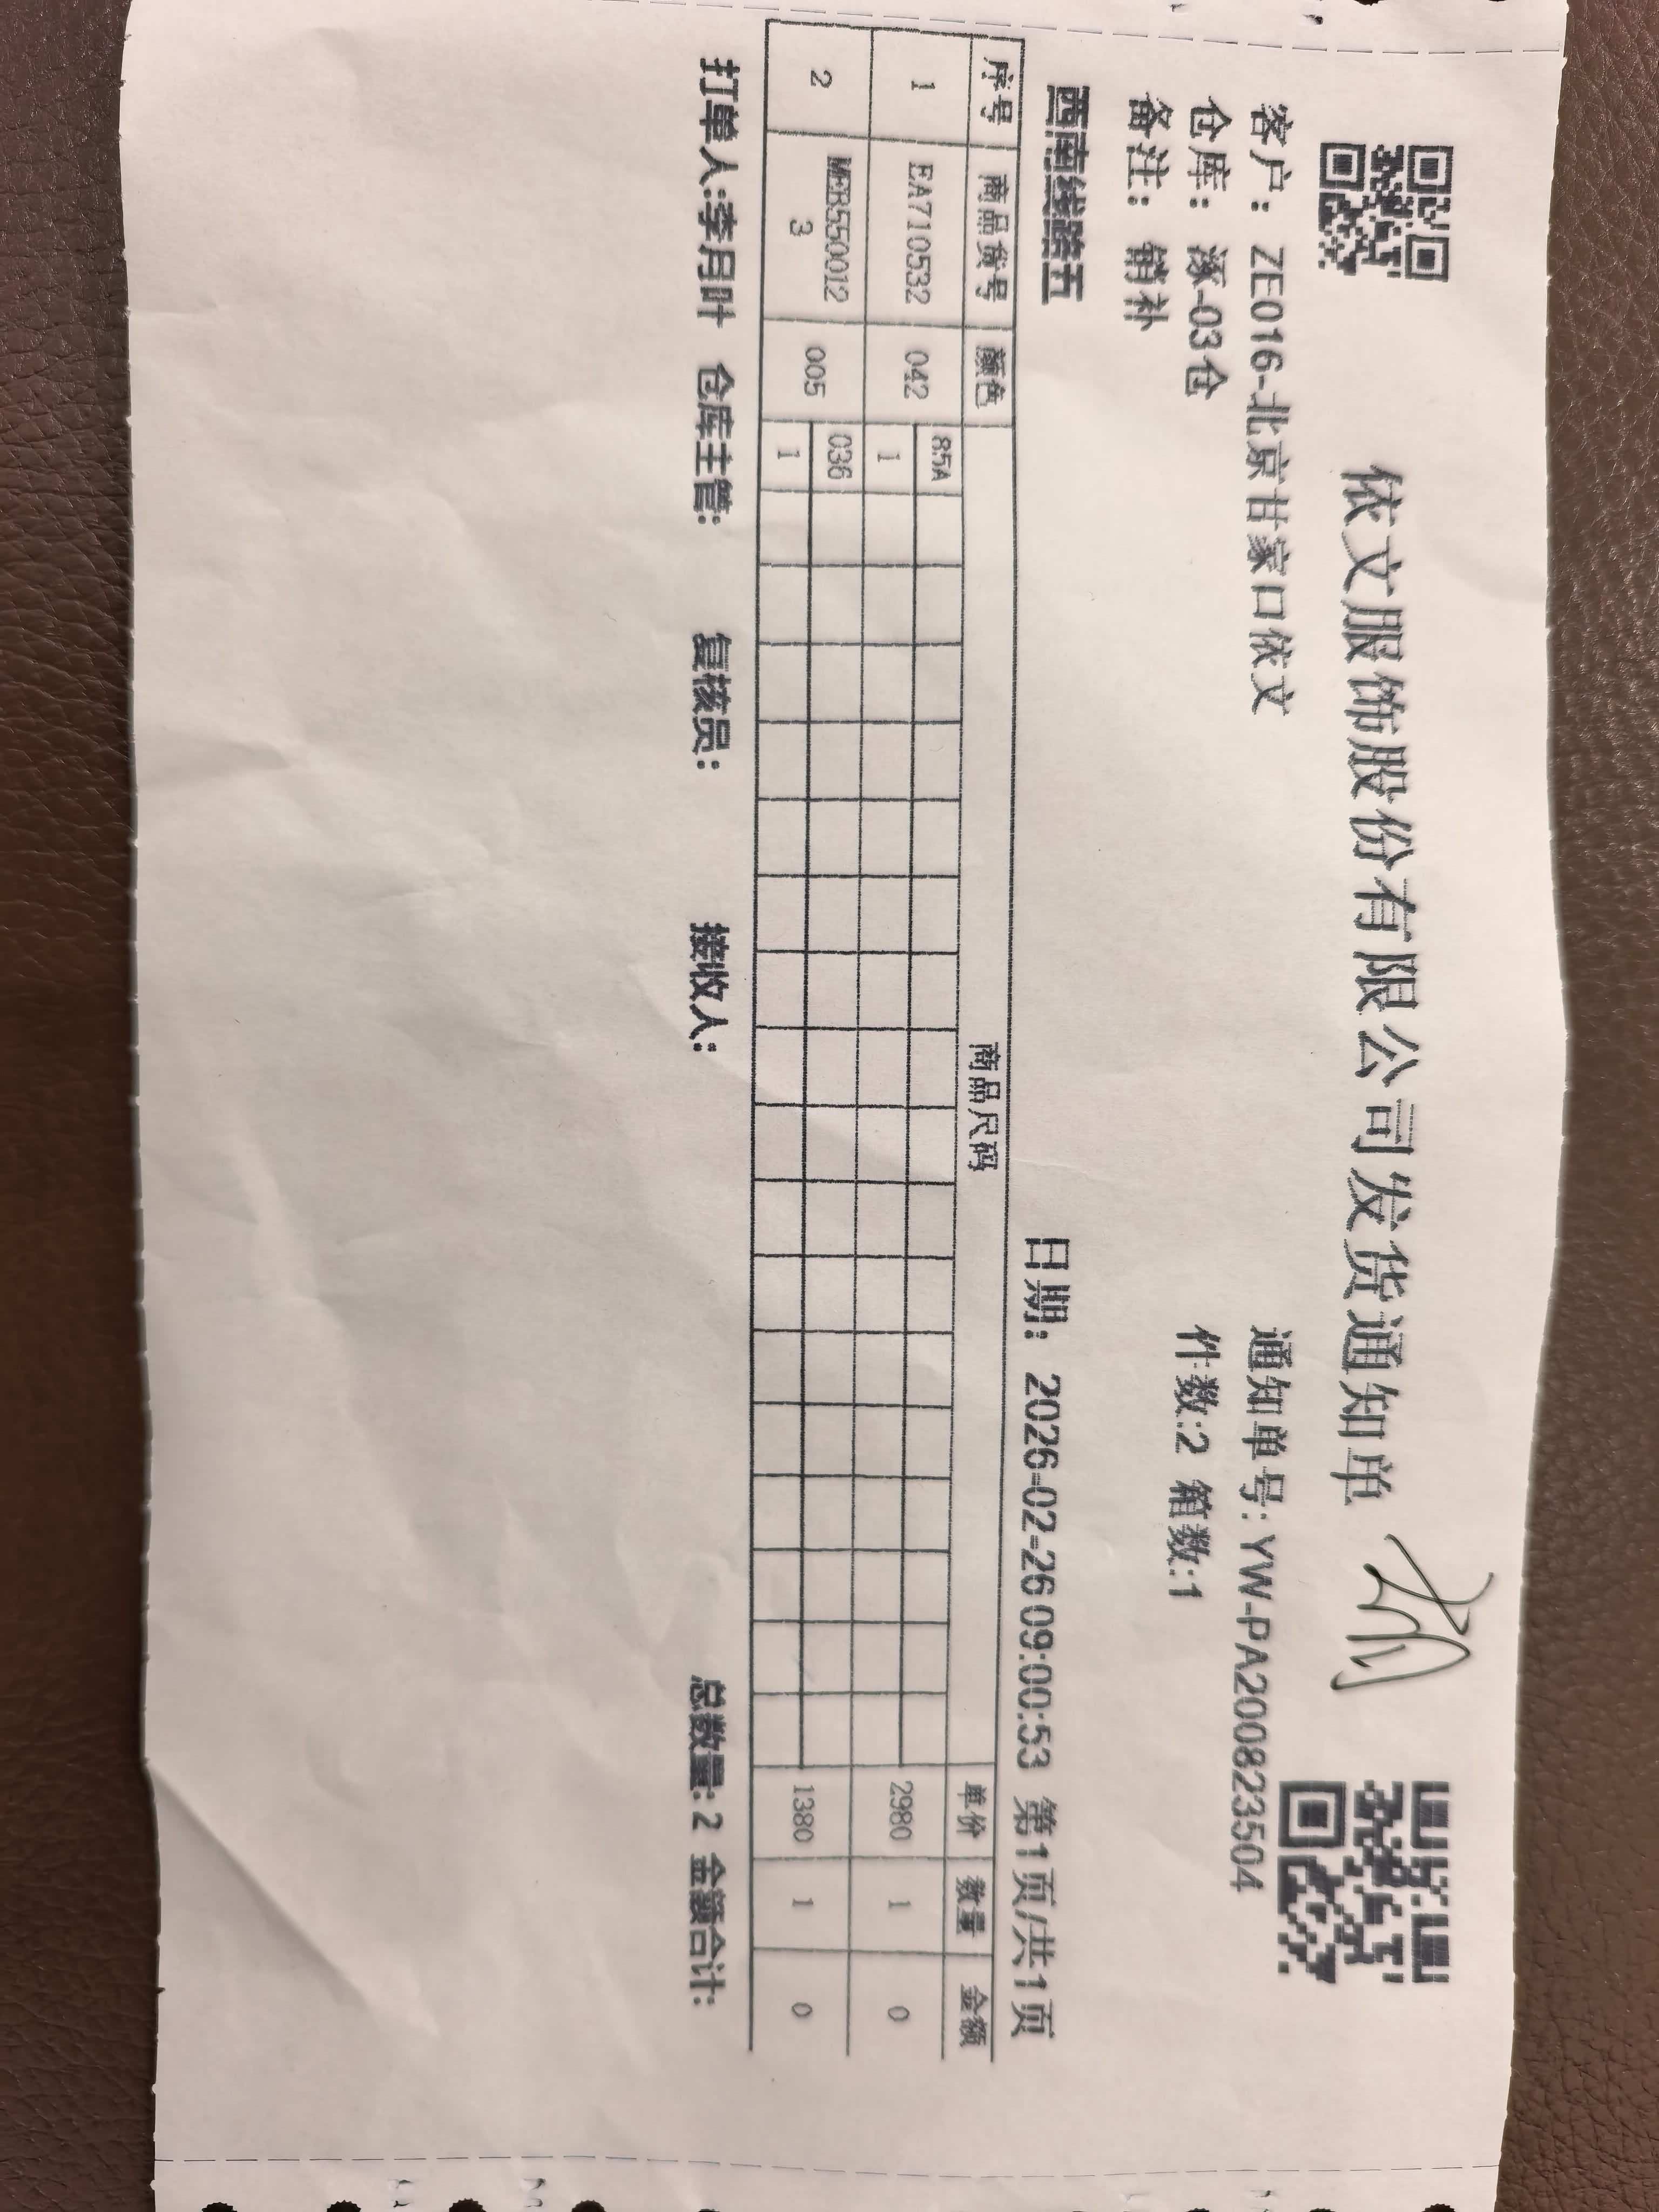 依文服饰股份有限公司发货通知单
客户： ZE016-北京甘家口依文
通知单号: YW-PA200823504
仓库： 涿-03仓
件数:2 箱数:1
备注： 销补
西南线路五
日期： 2026-02-26 09:00:53 第1页/共1页
序号 商品货号 颜色 商品尺码 单价 数量 金额
1 EA710532 042 85A 2980 1 0
1
2 005 036 1380 1 0
3 1
打单人:李月叶 仓库主管: 复核员: 接收人: 总数量: 2 金额合计: